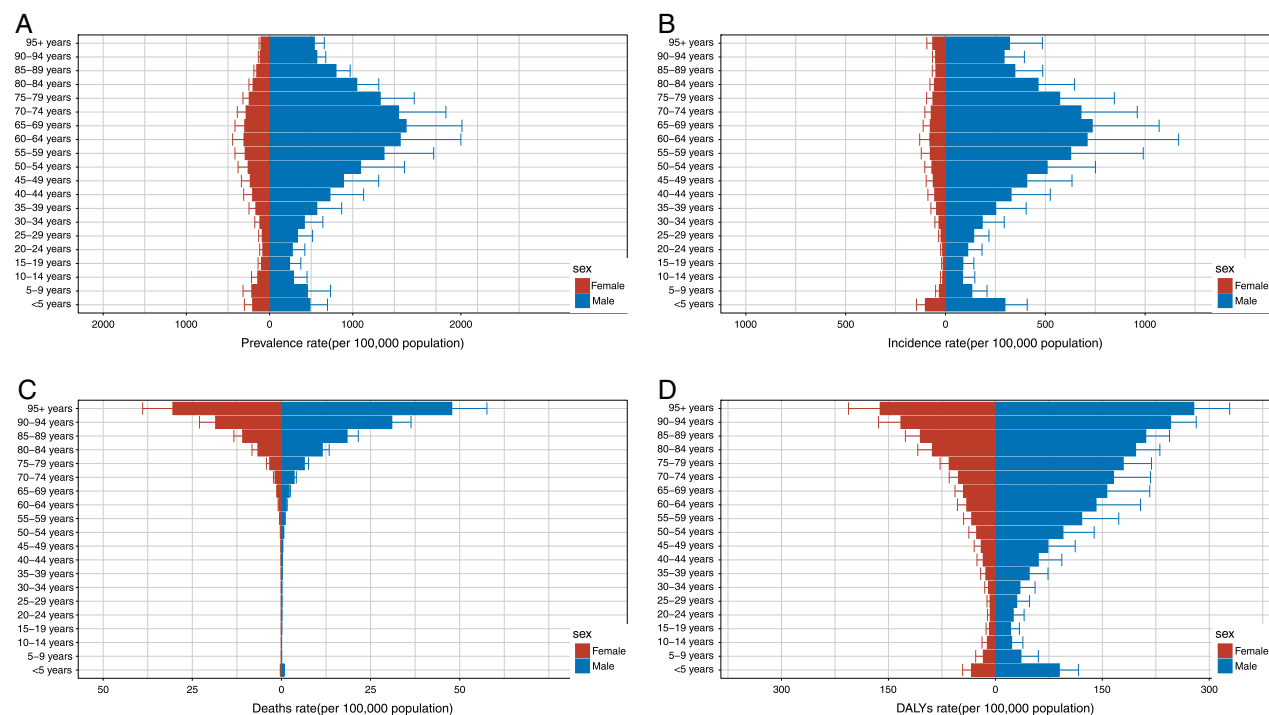 A
95+ years
90–94 years
85–89 years
80–84 years
75–79 years
70–74 years
65–69 years
60–64 years
55–59 years
50–54 years
45–49 years
40–44 years
35–39 years
30–34 years
25–29 years
20–24 years
15–19 years
10–14 years
5–9 years
<5 years
sex
Female
Male
2000 1000 0 1000 2000
Prevalence rate(per 100,000 population)
B
95+ years
90–94 years
85–89 years
80–84 years
75–79 years
70–74 years
65–69 years
60–64 years
55–59 years
50–54 years
45–49 years
40–44 years
35–39 years
30–34 years
25–29 years
20–24 years
15–19 years
10–14 years
5–9 years
<5 years
sex
Female
Male
1000 500 0 500 1000
Incidence rate(per 100,000 population)
C
95+ years
90–94 years
85–89 years
80–84 years
75–79 years
70–74 years
65–69 years
60–64 years
55–59 years
50–54 years
45–49 years
40–44 years
35–39 years
30–34 years
25–29 years
20–24 years
15–19 years
10–14 years
5–9 years
<5 years
sex
Female
Male
50 25 0 25 50
Deaths rate(per 100,000 population)
D
95+ years
90–94 years
85–89 years
80–84 years
75–79 years
70–74 years
65–69 years
60–64 years
55–59 years
50–54 years
45–49 years
40–44 years
35–39 years
30–34 years
25–29 years
20–24 years
15–19 years
10–14 years
5–9 years
<5 years
sex
Female
Male
300 150 0 150 300
DALYs rate(per 100,000 population)